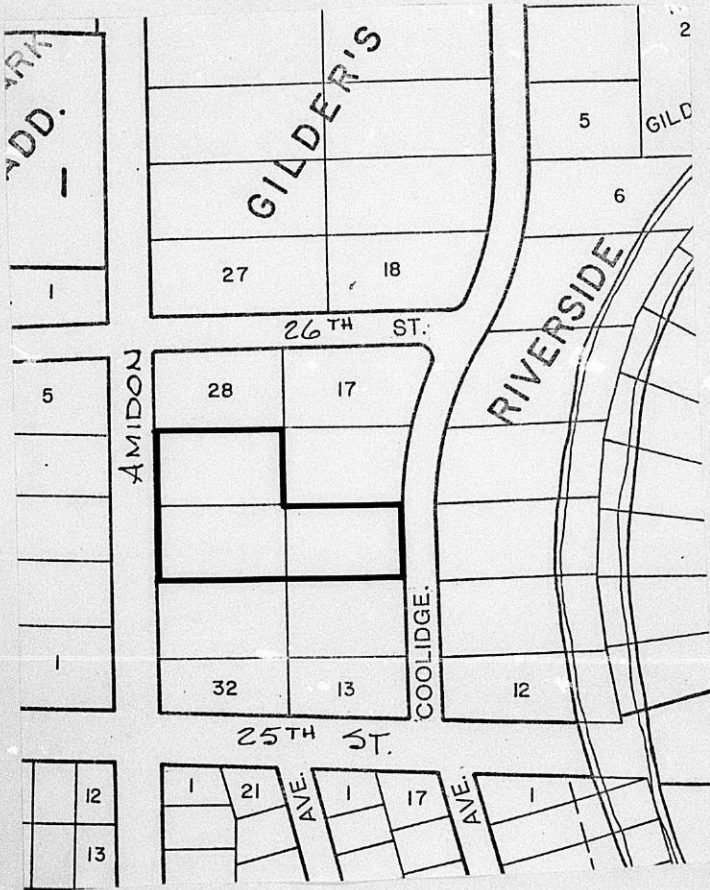 ARK
ADD.
1
GILDER'S
2
5
GILD
6
1
27
18
26TH ST.
RIVERSIDE
AMIDON
5
28
17
COOLIDGE.
1
32
13
12
25TH ST.
12
1
21
AVE.
1
17
AVE.
1
13